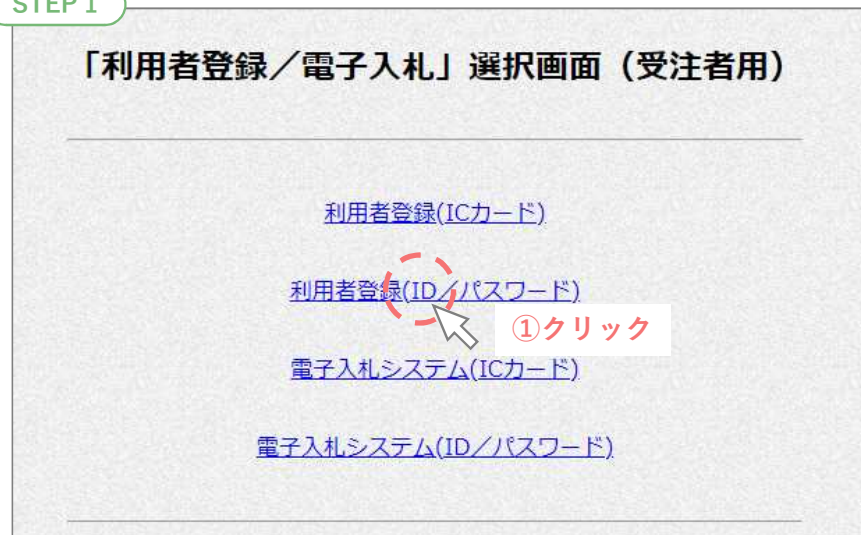 STEP 1
「利用者登録／電子入札」選択画面（受注者用）
利用者登録(ICカード)
利用者登録(ID／パスワード)
①クリック
電子入札システム(ICカード)
電子入札システム(ID／パスワード)